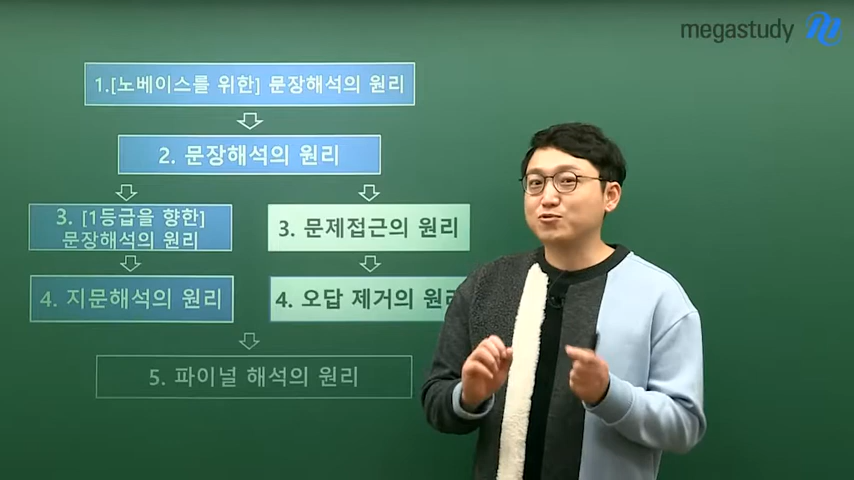 megastudy
1.[노베이스를 위한] 문장해석의 원리
2. 문장해석의 원리
3. [1등급을 향한]
문장해석의 원리
3. 문제접근의 원리
4. 지문해석의 원리
4. 오답 제거의 원리
5. 파이널 해석의 원리